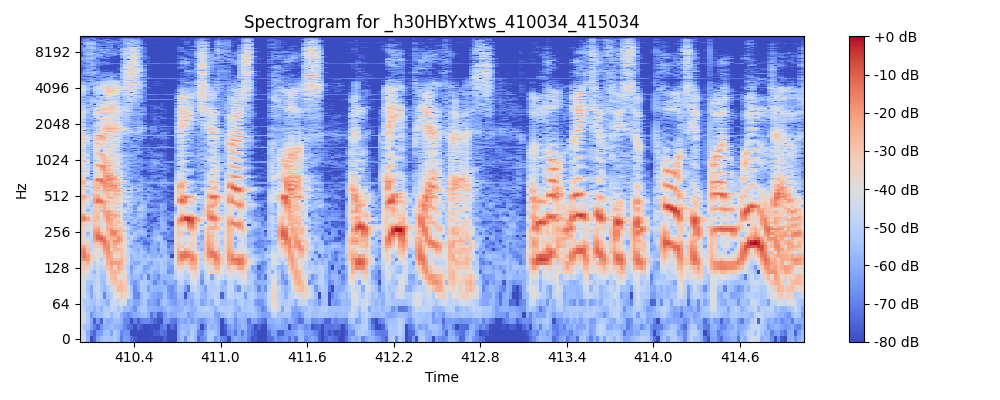 Spectrogram for _h30HBYxtws_410034_415034
Hz
8192
4096
2048
1024
512
256
128
64
0
410.4 411.0 411.6 412.2 412.8 413.4 414.0 414.6
Time
+0 dB
-10 dB
-20 dB
-30 dB
-40 dB
-50 dB
-60 dB
-70 dB
-80 dB